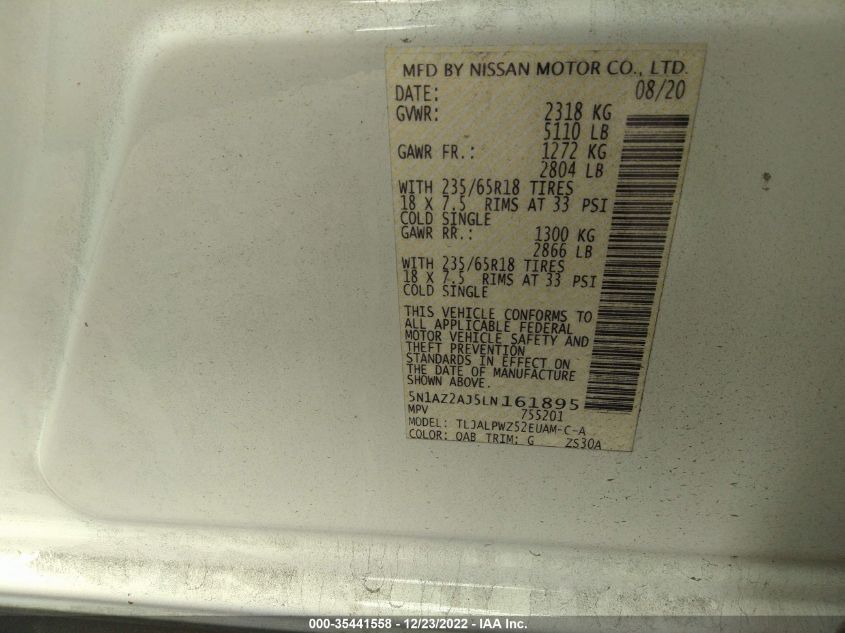 MFD BY NISSAN MOTOR CO., LTD.
DATE: 08/20
GVWR: 2318 KG
5110 LB
GAWR FR.: 1272 KG
2804 LB
WITH 235/65R18 TIRES
18 X 7.5 RIMS AT 33 PSI
COLD SINGLE
GAWR RR.: 1300 KG
2866 LB
WITH 235/65R18 TIRES
18 X 7.5 RIMS AT 33 PSI
COLD SINGLE
THIS VEHICLE CONFORMS TO
ALL APPLICABLE FEDERAL
MOTOR VEHICLE SAFETY AND
THEFT PREVENTION
STANDARDS IN EFFECT ON
THE DATE OF MANUFACTURE
SHOWN ABOVE.
5N1AZ2AJ5LN161895
MPV 755201
MODEL: TLJALPWZ52EUAM-C-A
COLOR: QAB TRIM: G ZS30A
000-35441558 - 12/23/2022 - IAA Inc.